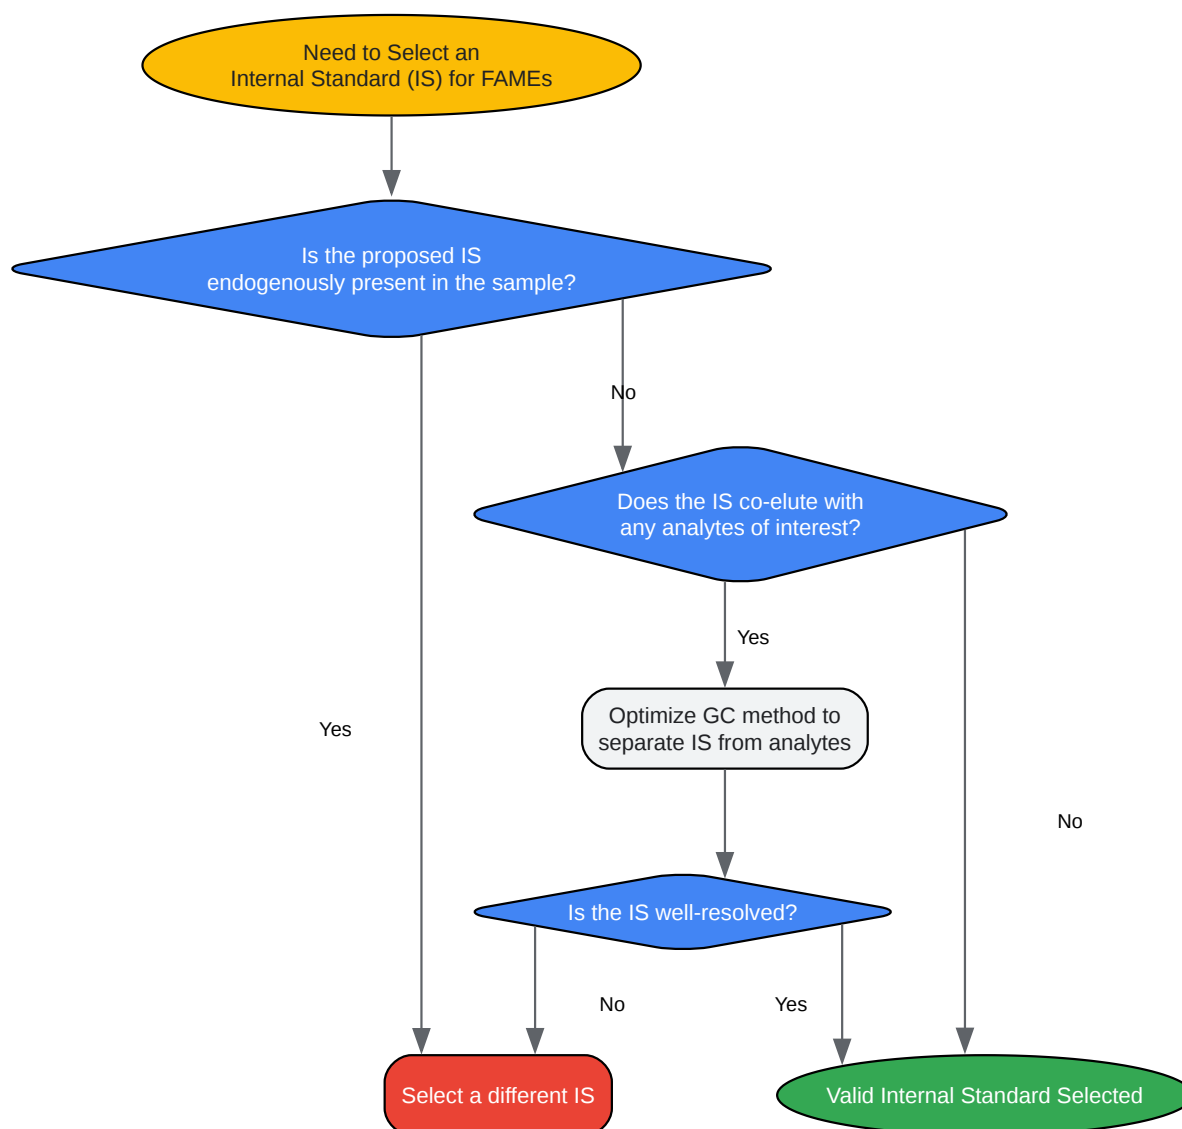 Need to Select an
Internal Standard (IS) for FAMEs
Is the proposed IS
endogenously present in the sample?
No
Does the IS co-elute with
any analytes of interest?
Yes
Optimize GC method to
separate IS from analytes
Yes
No
Is the IS well-resolved?
No
Yes
Select a different IS
Valid Internal Standard Selected